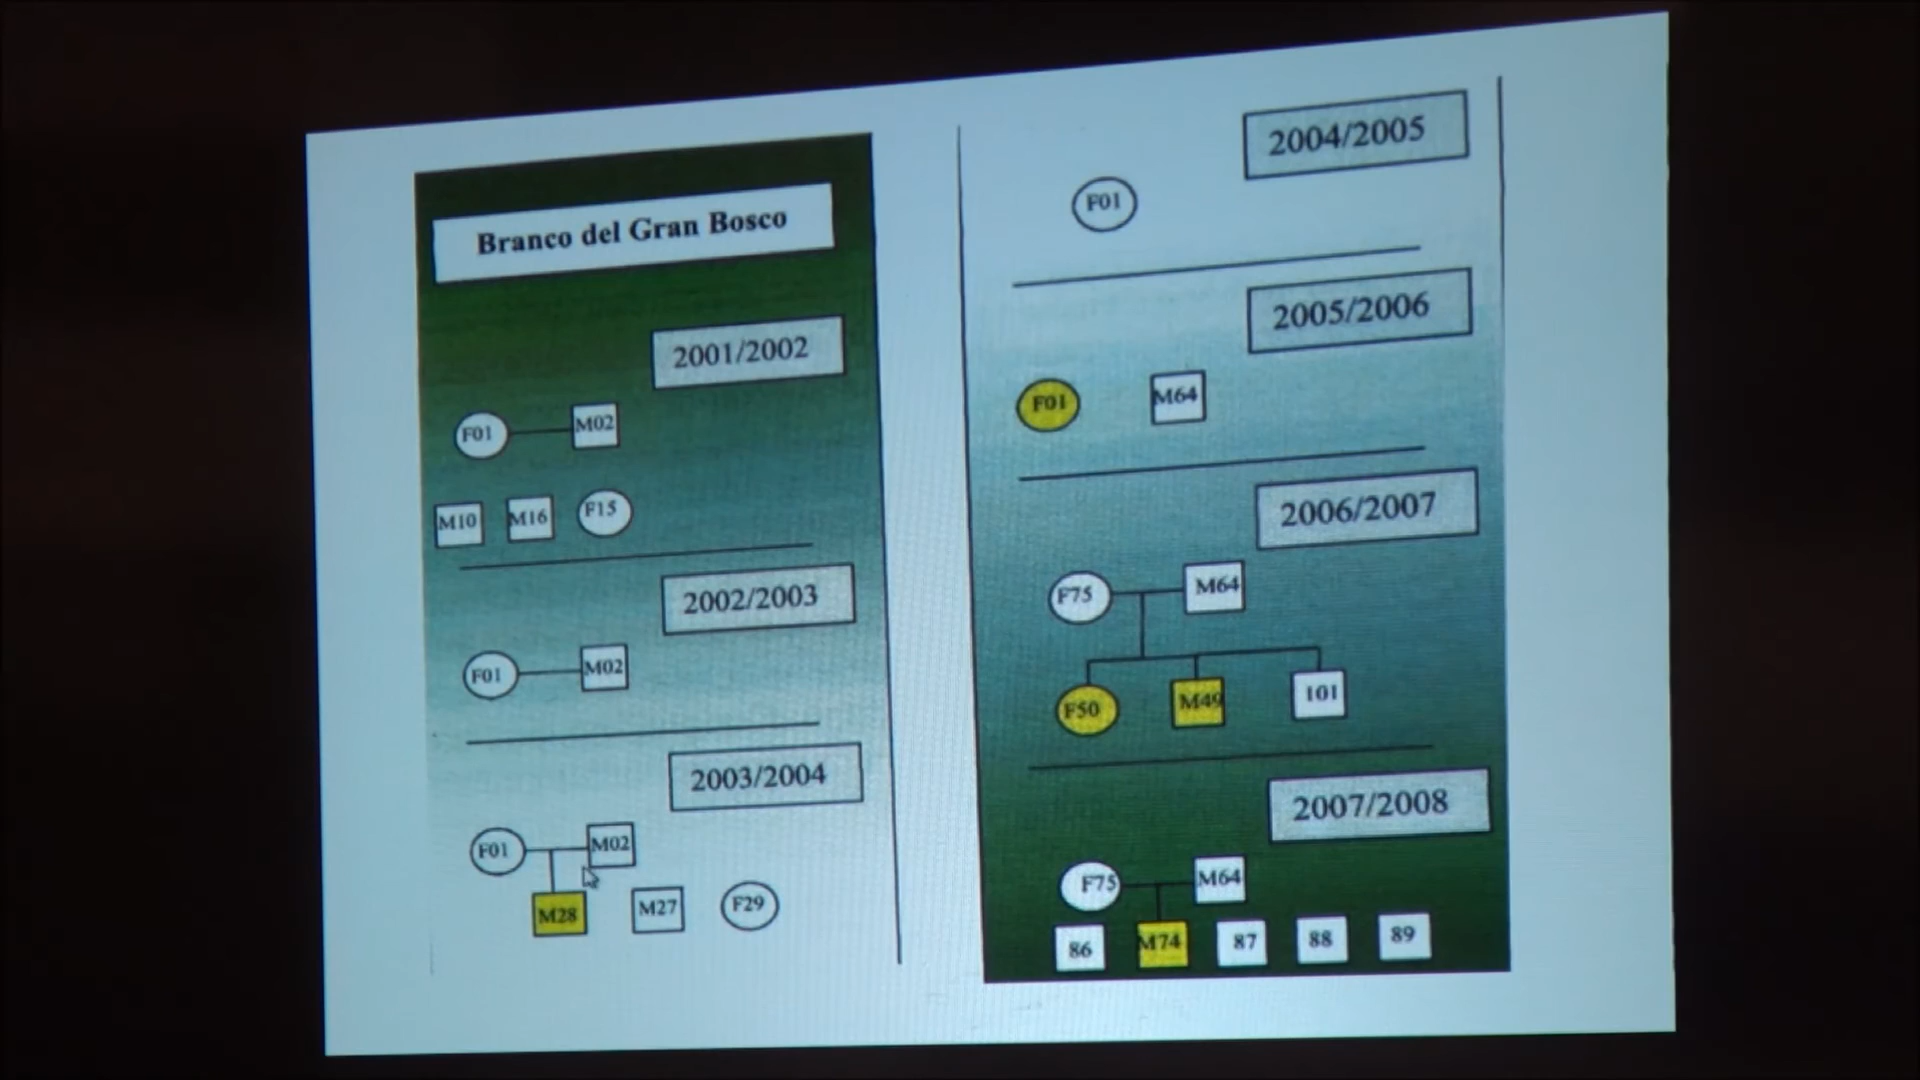 Branco del Gran Bosco
2001/2002
F01 M02
M10 M16 F15
2002/2003
F01 M02
2003/2004
F01 M02
M28 M27 F29
2004/2005
F01
2005/2006
F01 M64
2006/2007
F75 M64
F50 M49 101
2007/2008
F75 M64
86 M74 87 88 89